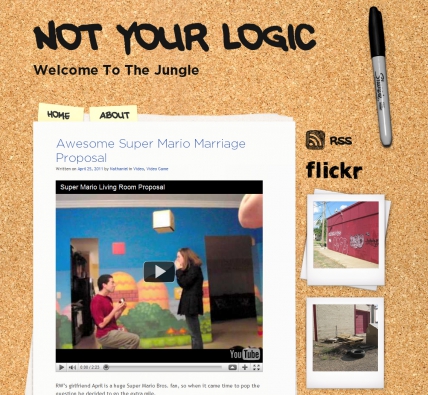 NOT YOUR LOGIC
Welcome To The Jungle
HOME
ABOUT
Awesome Super Mario Marriage
Proposal
Written on April 25, 2011 by Nathaniel in Video, Video Game
Super Mario Living Room Proposal
YouTube
0:00 / 2:23
RW's girlfriend April is a huge Super Mario Bros. fan, so when it came time to pop the
question he decided to go the extra mile.
RSS
flickr